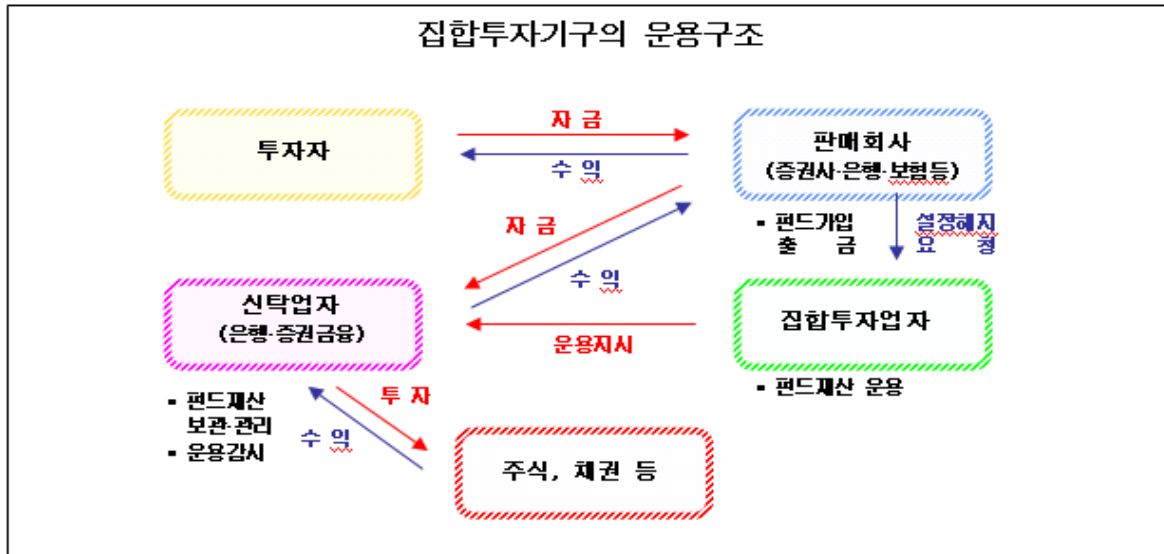 집합투자기구의 운용구조
자 금
투자자
판매회사
(증권사·은행·보험등)
수 익
자 금
▪ 펀드가입
출 금
설정해지
요 청
수 익
신탁업자
(은행·증권금융)
집합투자업자
운용지시
▪ 펀드재산
보관·관리
▪ 운용감시
투 자
수 익
▪ 펀드재산 운용
주식, 채권 등